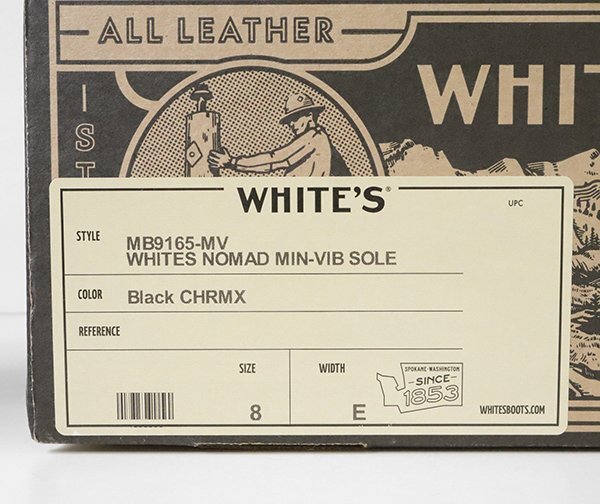 ALL LEATHER
WHIT
IST
WHITE'S®
UPC
STYLE
MB9165-MV
WHITES NOMAD MIN-VIB SOLE
COLOR
Black CHRMX
REFERENCE
SIZE
8
WIDTH
E
SPOKANE·WASHINGTON
-SINCE-
1853
WHITESBOOTS.COM